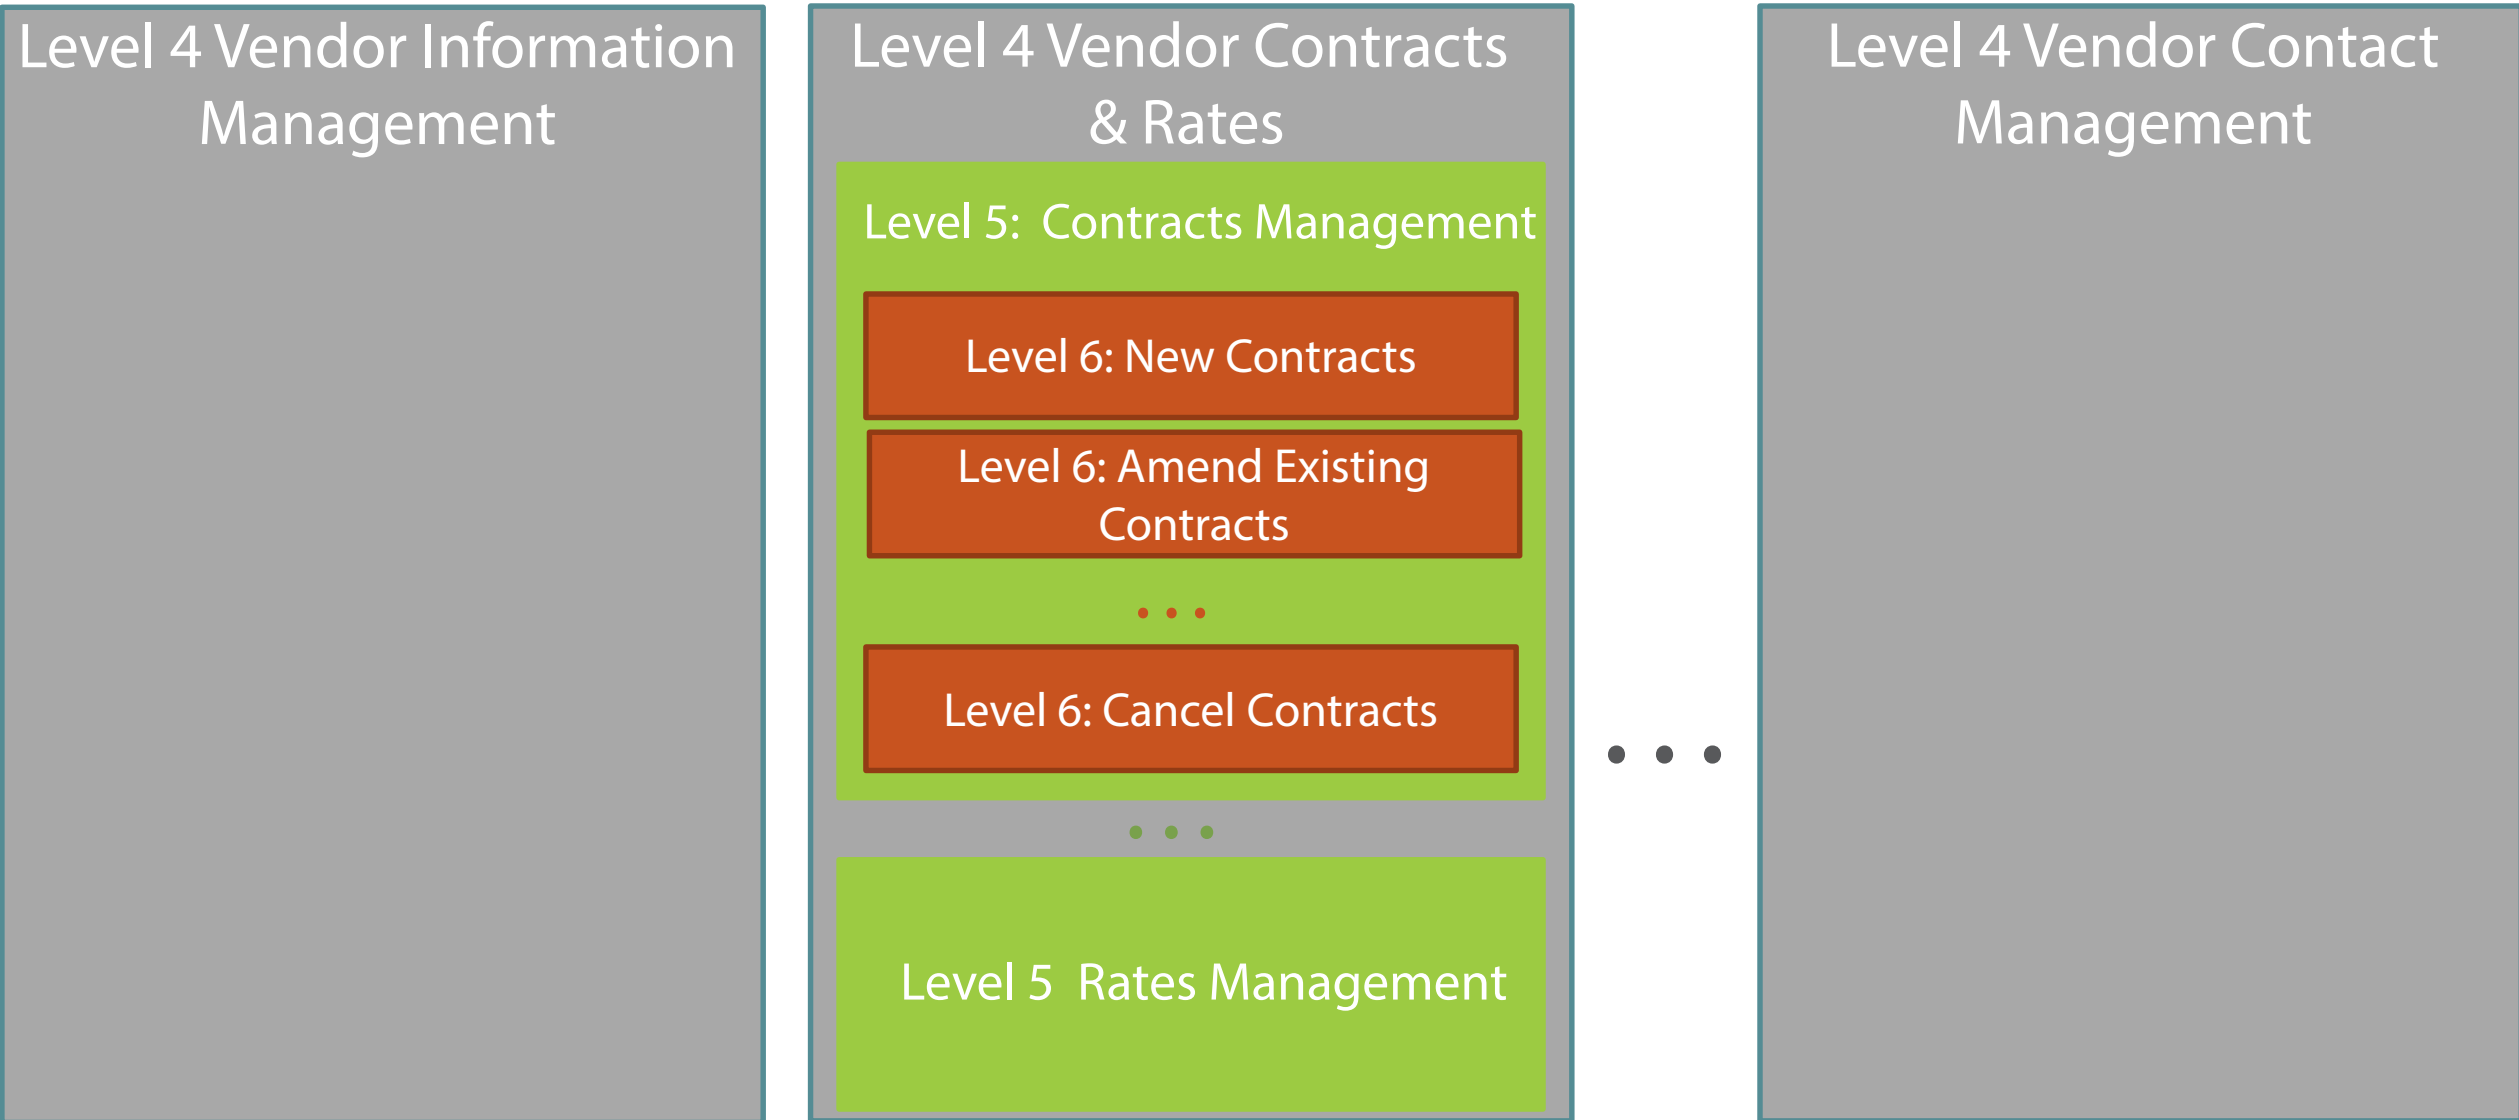 Level 4 Vendor Information
Management
Level 4 Vendor Contracts
& Rates
Level 5:  Contracts Management
Level 6: New Contracts
Level 6: Amend Existing
Contracts
...
Level 6: Cancel Contracts
...
Level 5  Rates Management
...
Level 4 Vendor Contact
Management